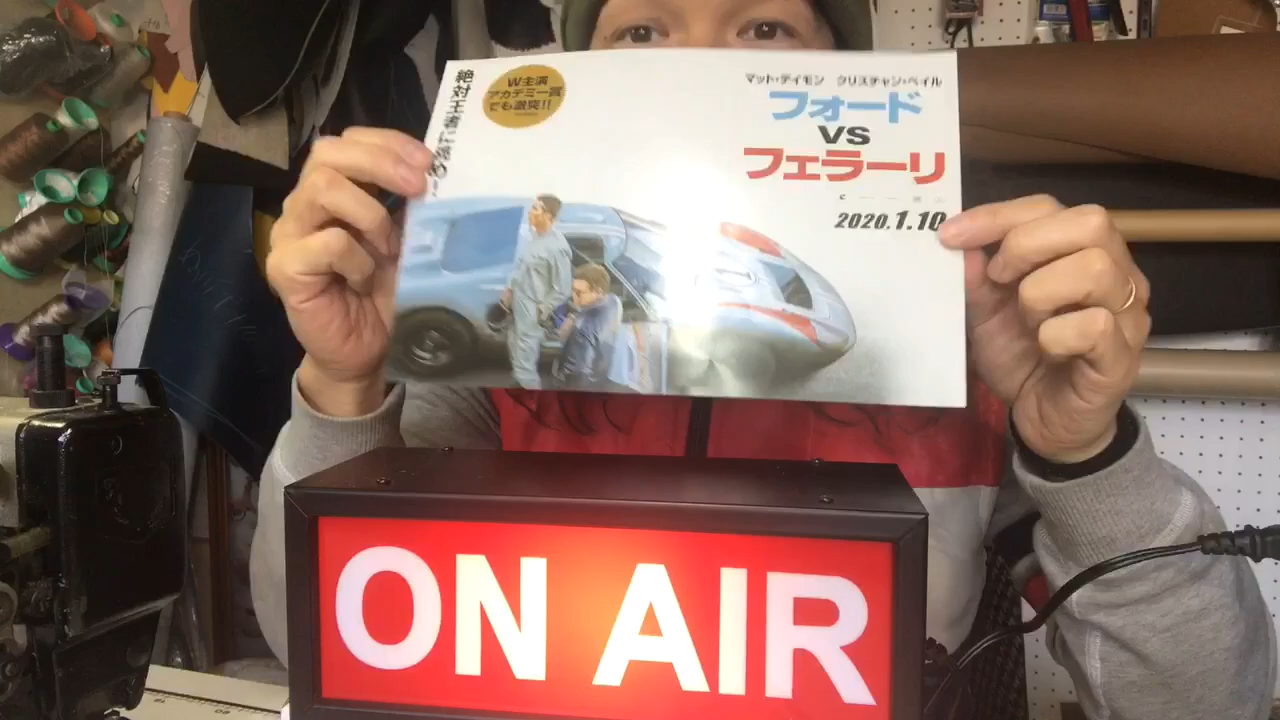 絶対王者に挑め!
W主演
アカデミー賞
でも激突!!
マット・デイモン クリスチャン・ベイル
フォード
VS
フェラーリ
2020.1.10
ON AIR